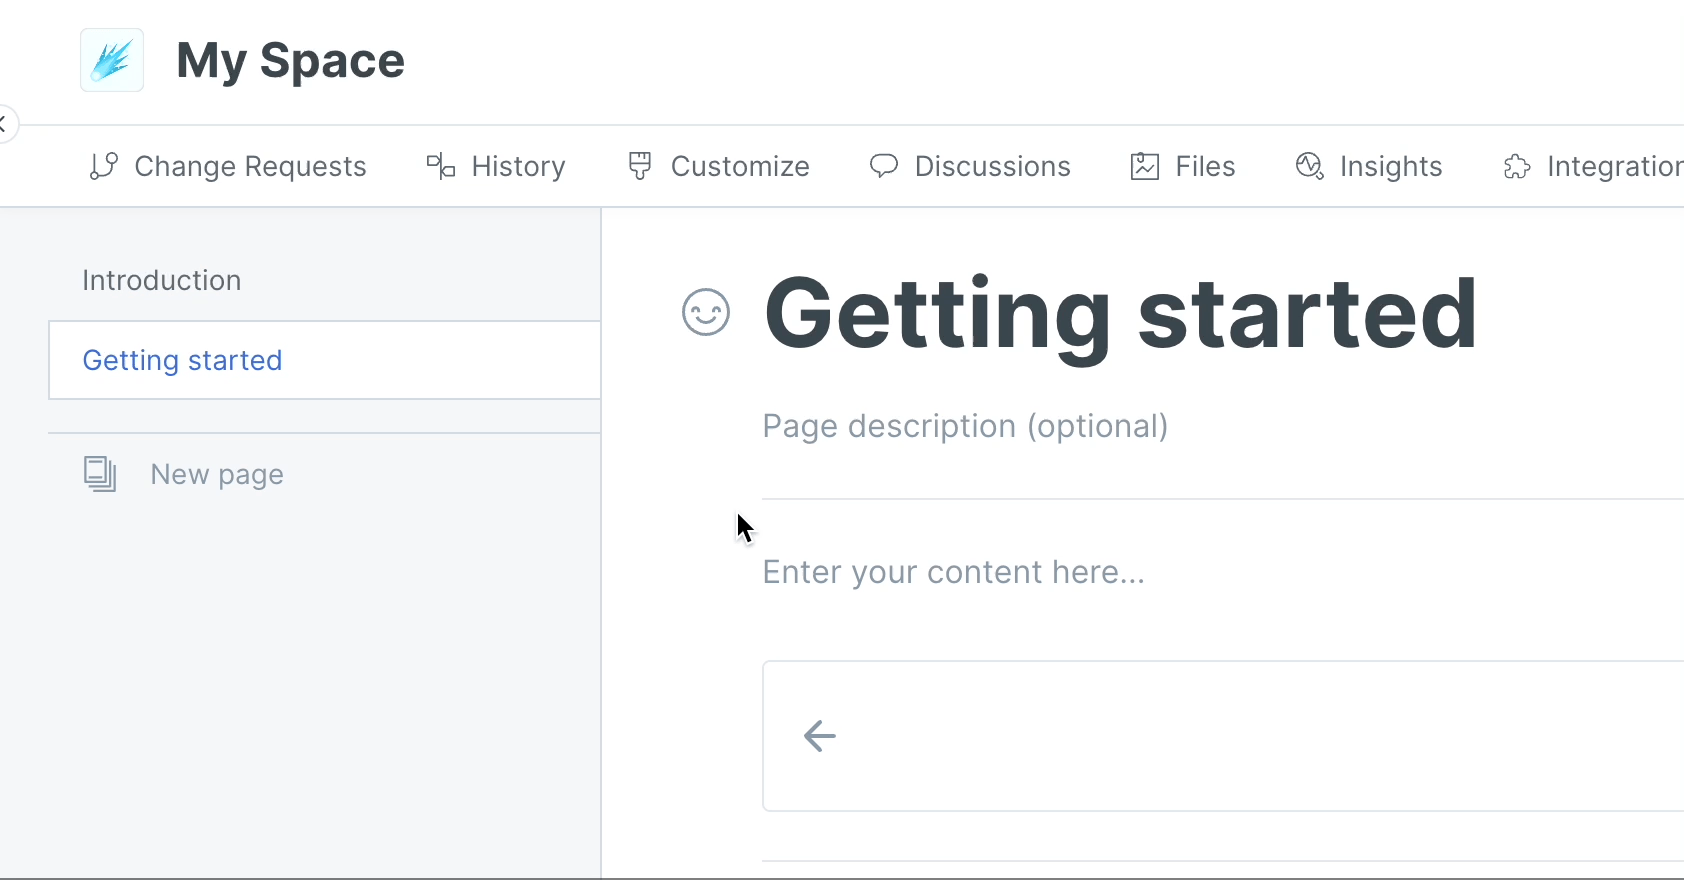 My Space
Change Requests History Customize Discussions Files Insights Integration
Introduction
Getting started
New page
Getting started
Page description (optional)
Enter your content here...